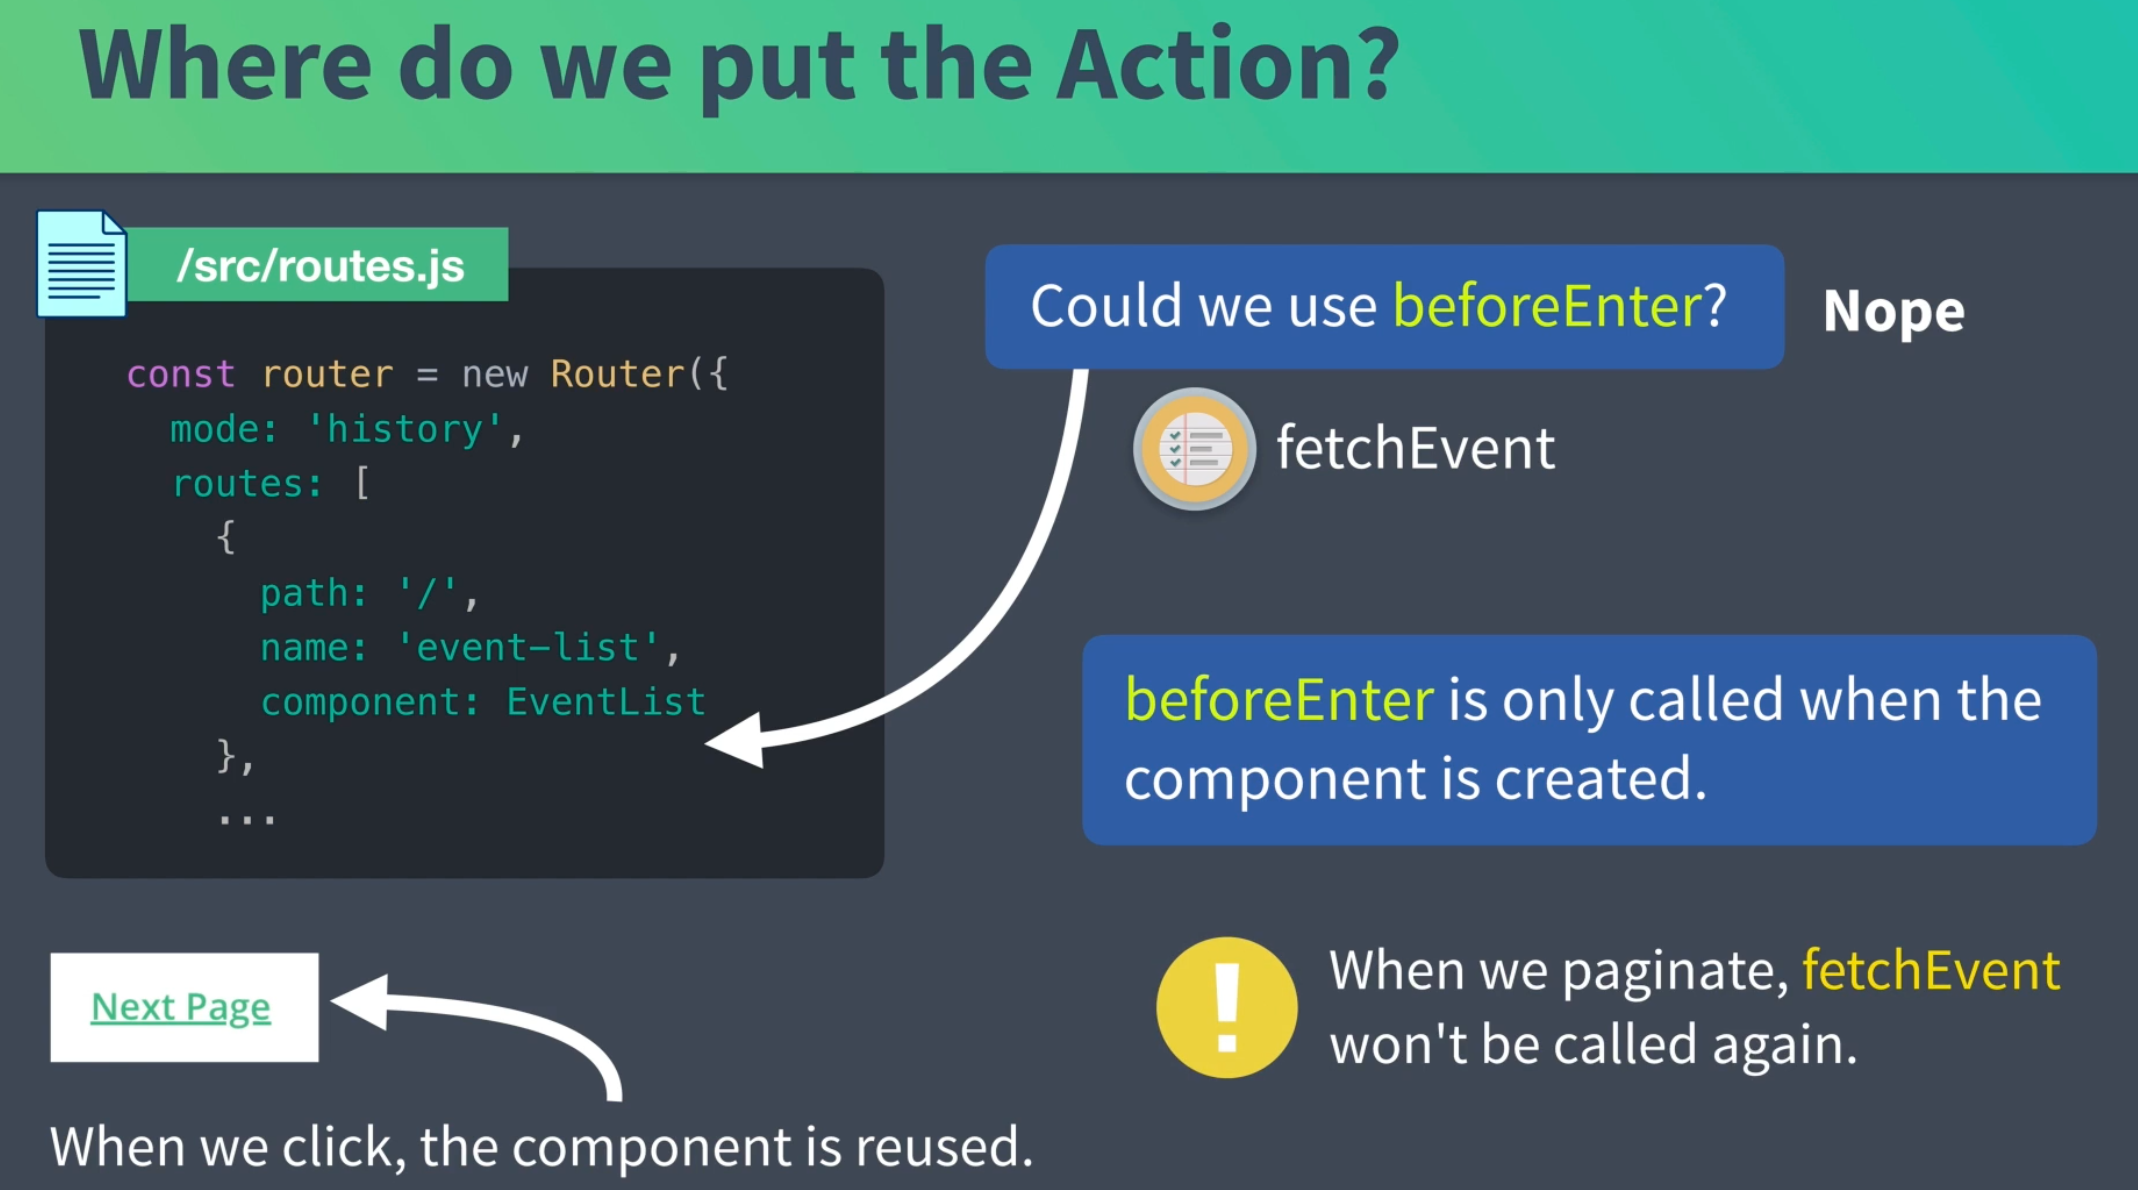 Where do we put the Action?
/src/routes.js
const router = new Router({
mode: 'history',
routes: [
{
path: '/',
name: 'event-list',
component: EventList
},
...
Could we use beforeEnter?
Nope
fetchEvent
beforeEnter is only called when the
component is created.
Next Page
When we click, the component is reused.
When we paginate, fetchEvent
won't be called again.